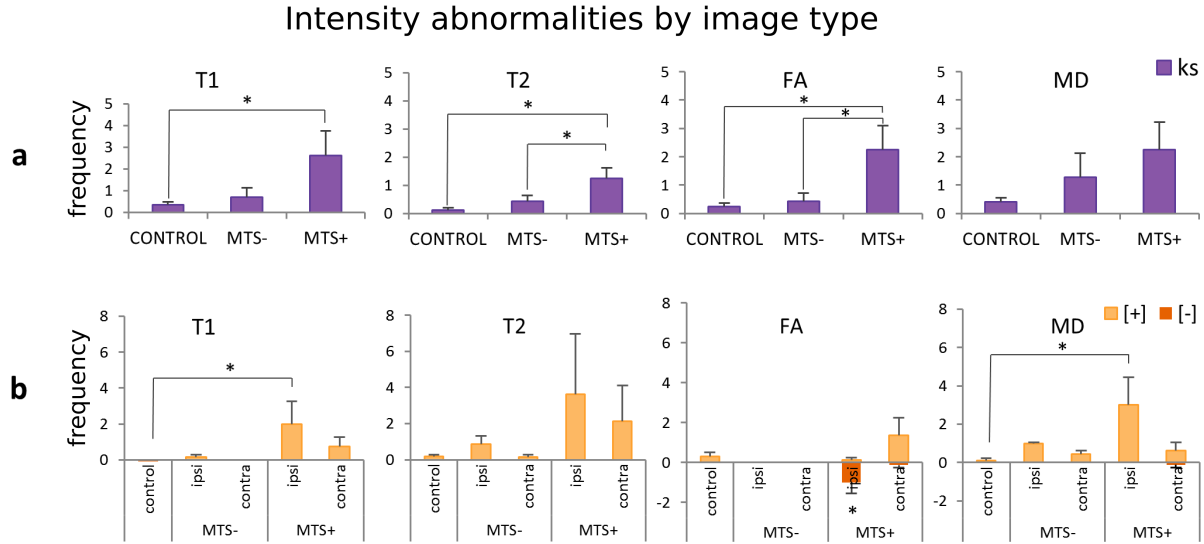 Intensity abnormalities by image type
a
frequency
T1
5
4
3
2
1
0
*
CONTROL MTS- MTS+
T2
5
4
3
2
1
0
*
*
CONTROL MTS- MTS+
FA
5
4
3
2
1
0
*
*
CONTROL MTS- MTS+
MD
ks
5
4
3
2
1
0
CONTROL MTS- MTS+
b
frequency
T1
8
6
4
2
0
*
control ipsi contra ipsi contra
MTS- MTS+
T2
8
6
4
2
0
control ipsi contra ipsi contra
MTS- MTS+
FA
8
6
4
2
0
-2
control ipsi contra ipsi contra
*
MTS- MTS+
MD
[+] [-]
8
6
4
2
0
-2
*
control ipsi contra ipsi contra
MTS- MTS+